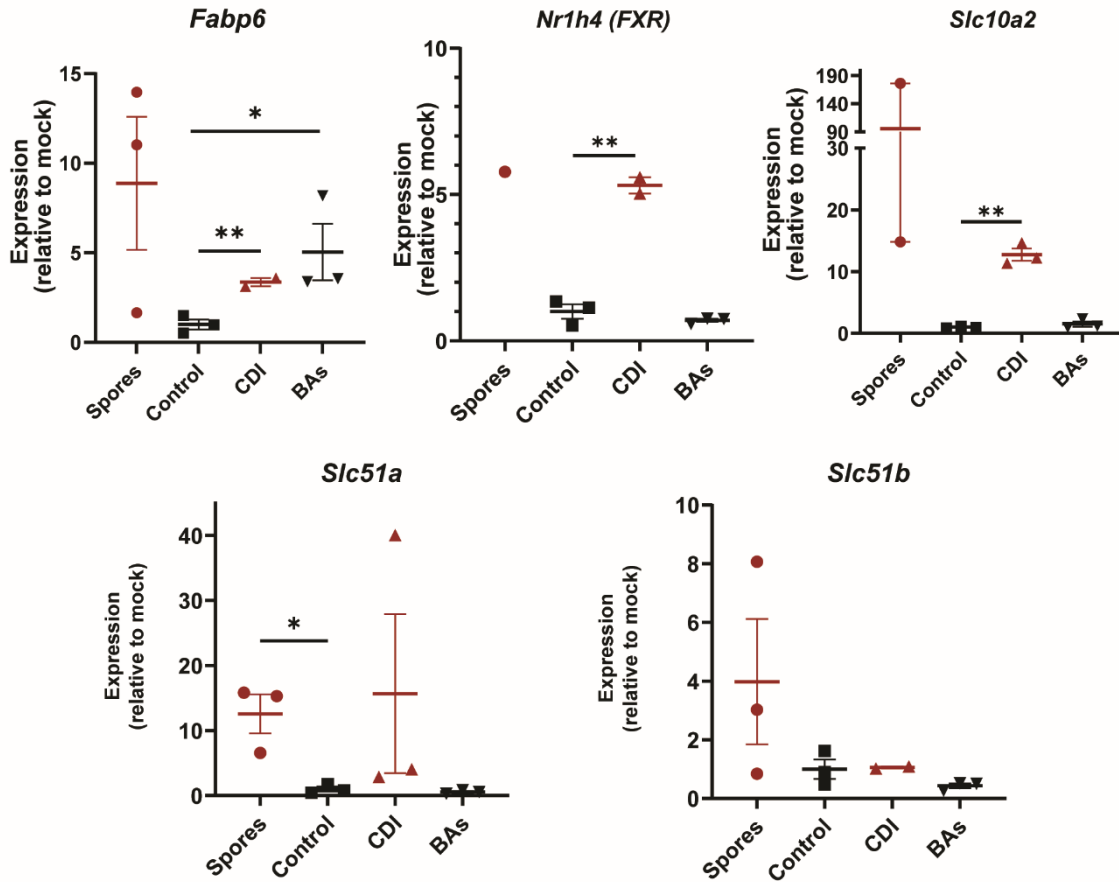 Fabp6
Expression
(relative to mock)
15
10
5
0
*
**
Spores
Control
CDI
BAs
Nr1h4 (FXR)
Expression
(relative to mock)
10
5
0
**
Spores
Control
CDI
BAs
Slc10a2
Expression
(relative to mock)
190
140
90
30
20
10
0
**
Spores
Control
CDI
BAs
Slc51a
Expression
(relative to mock)
40
30
20
10
0
*
Spores
Control
CDI
BAs
Slc51b
Expression
(relative to mock)
10
8
6
4
2
0
Spores
Control
CDI
BAs